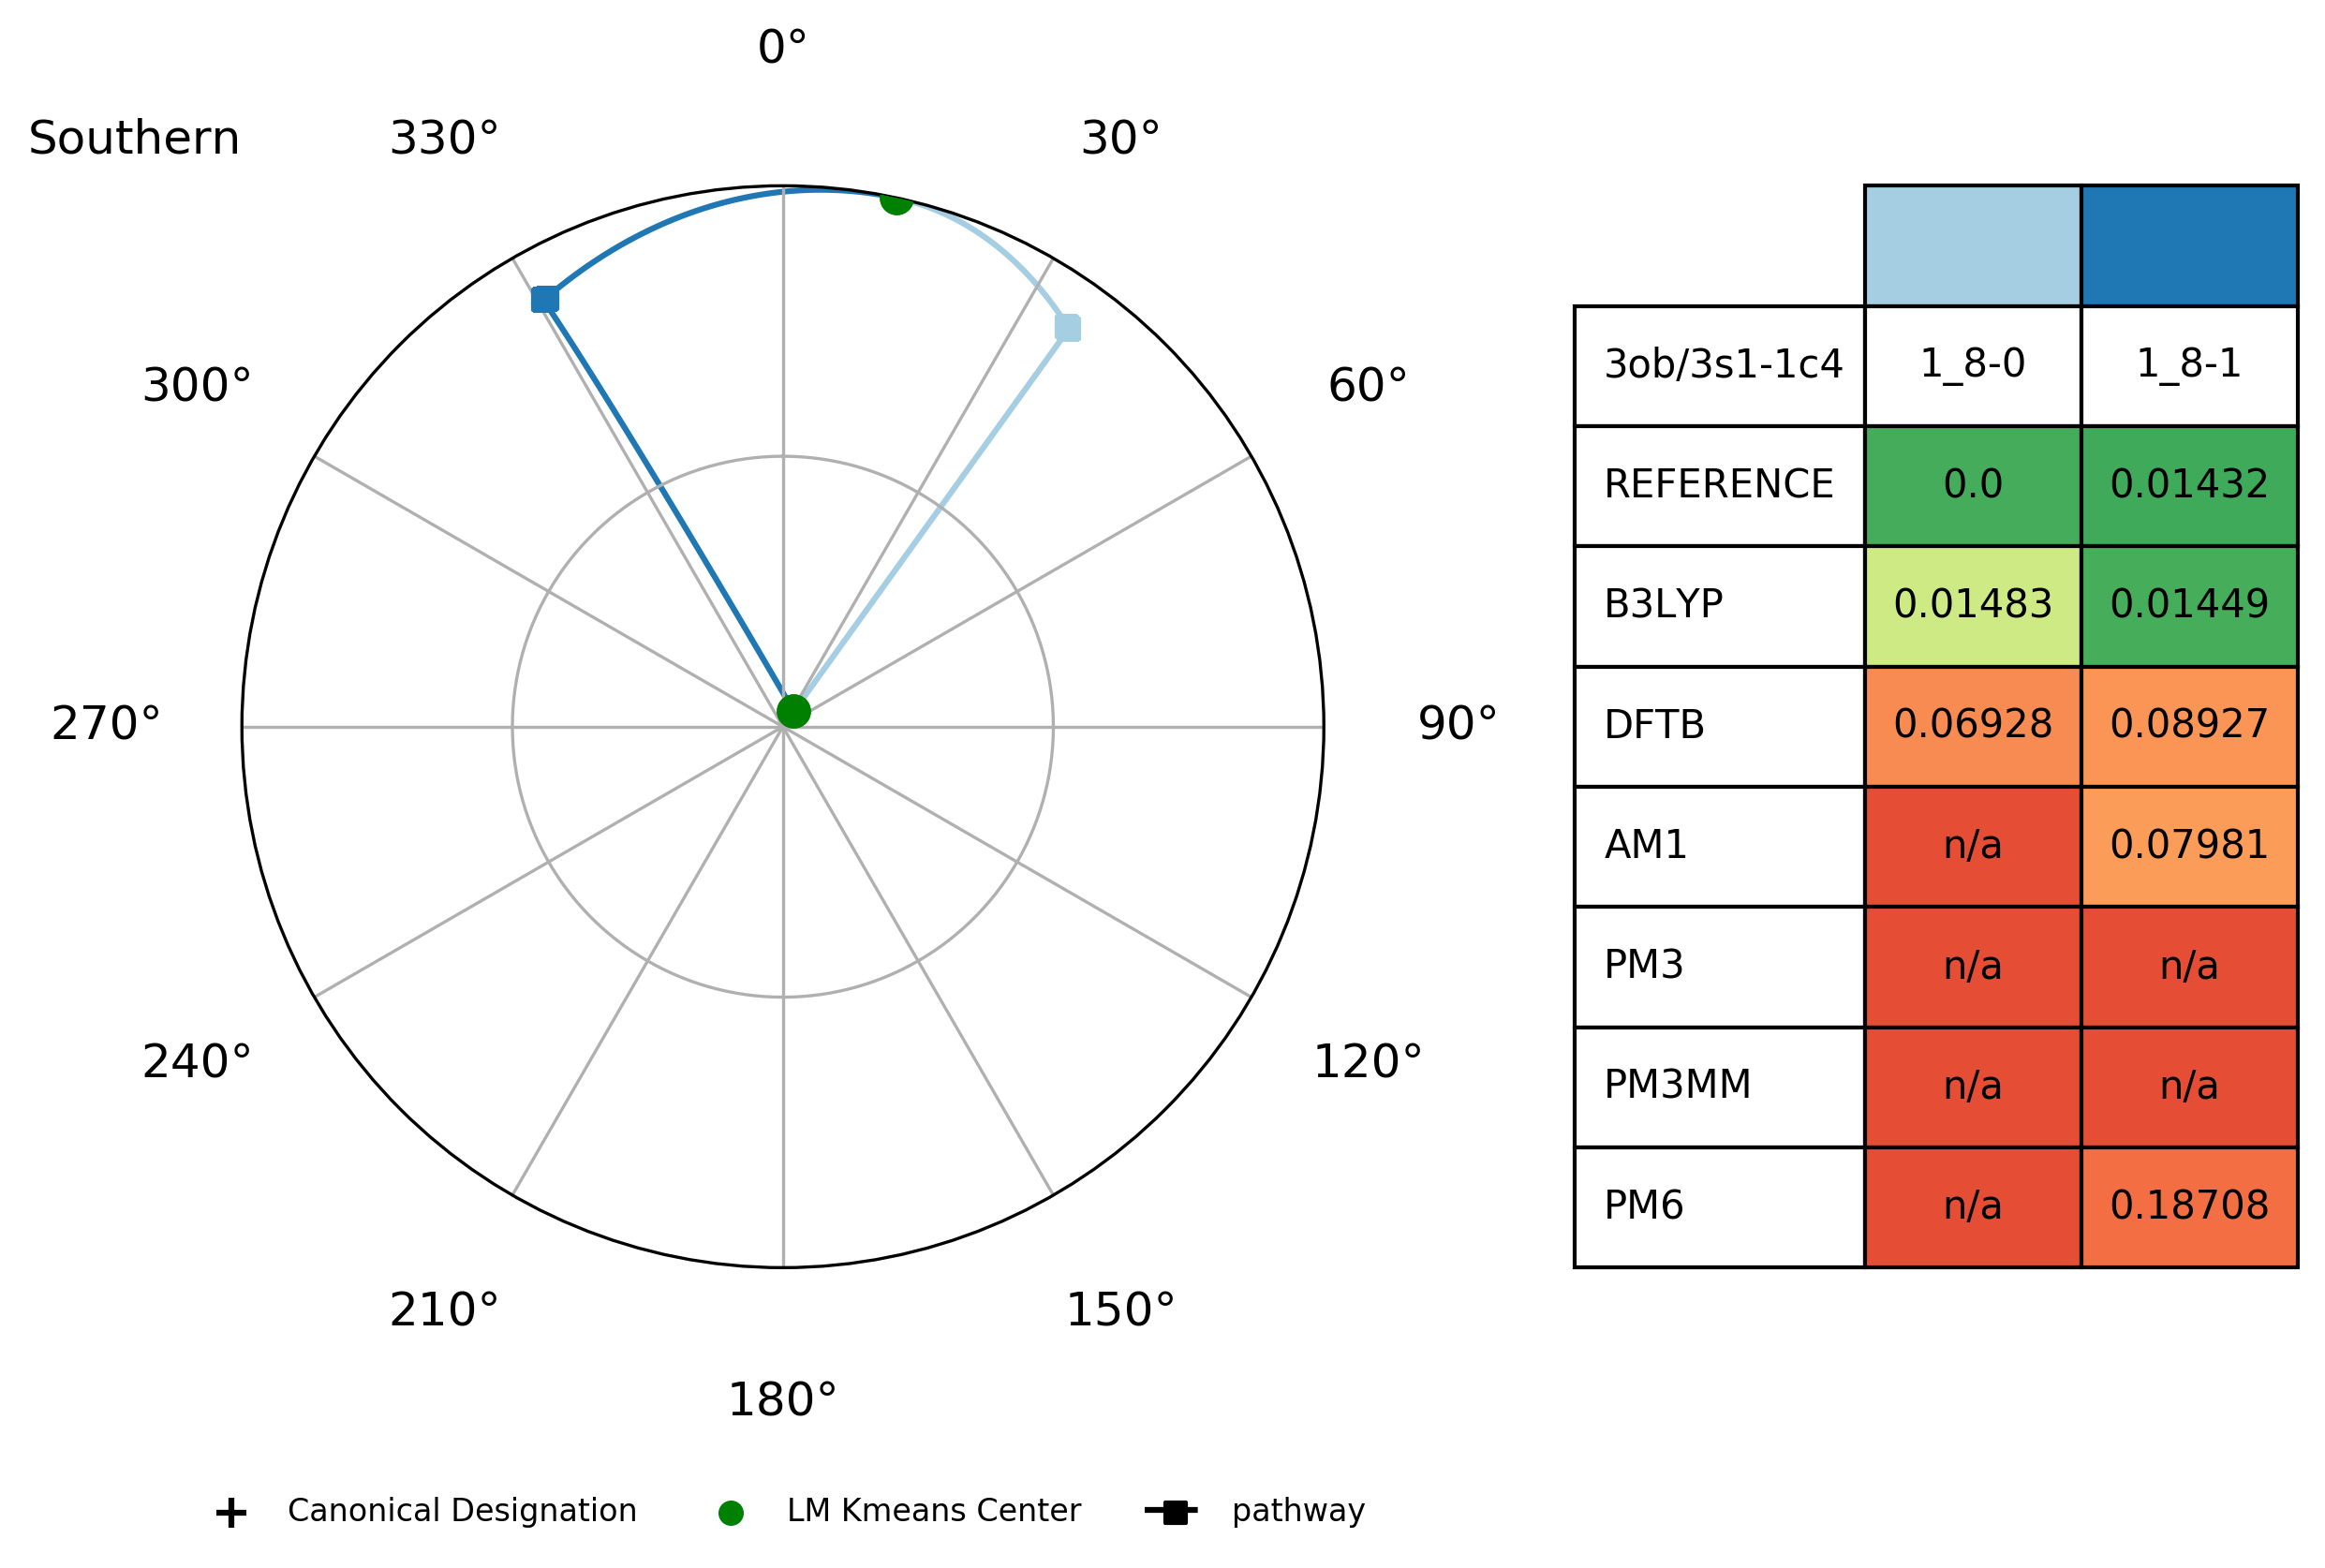 0°
Southern
330°
30°
300°
60°
270°
90°
240°
120°
210°
150°
180°
3ob/3s1-1c4 1_8-0 1_8-1
REFERENCE 0.0 0.01432
B3LYP 0.01483 0.01449
DFTB 0.06928 0.08927
AM1 n/a 0.07981
PM3 n/a n/a
PM3MM n/a n/a
PM6 n/a 0.18708
Canonical Designation
LM Kmeans Center
pathway